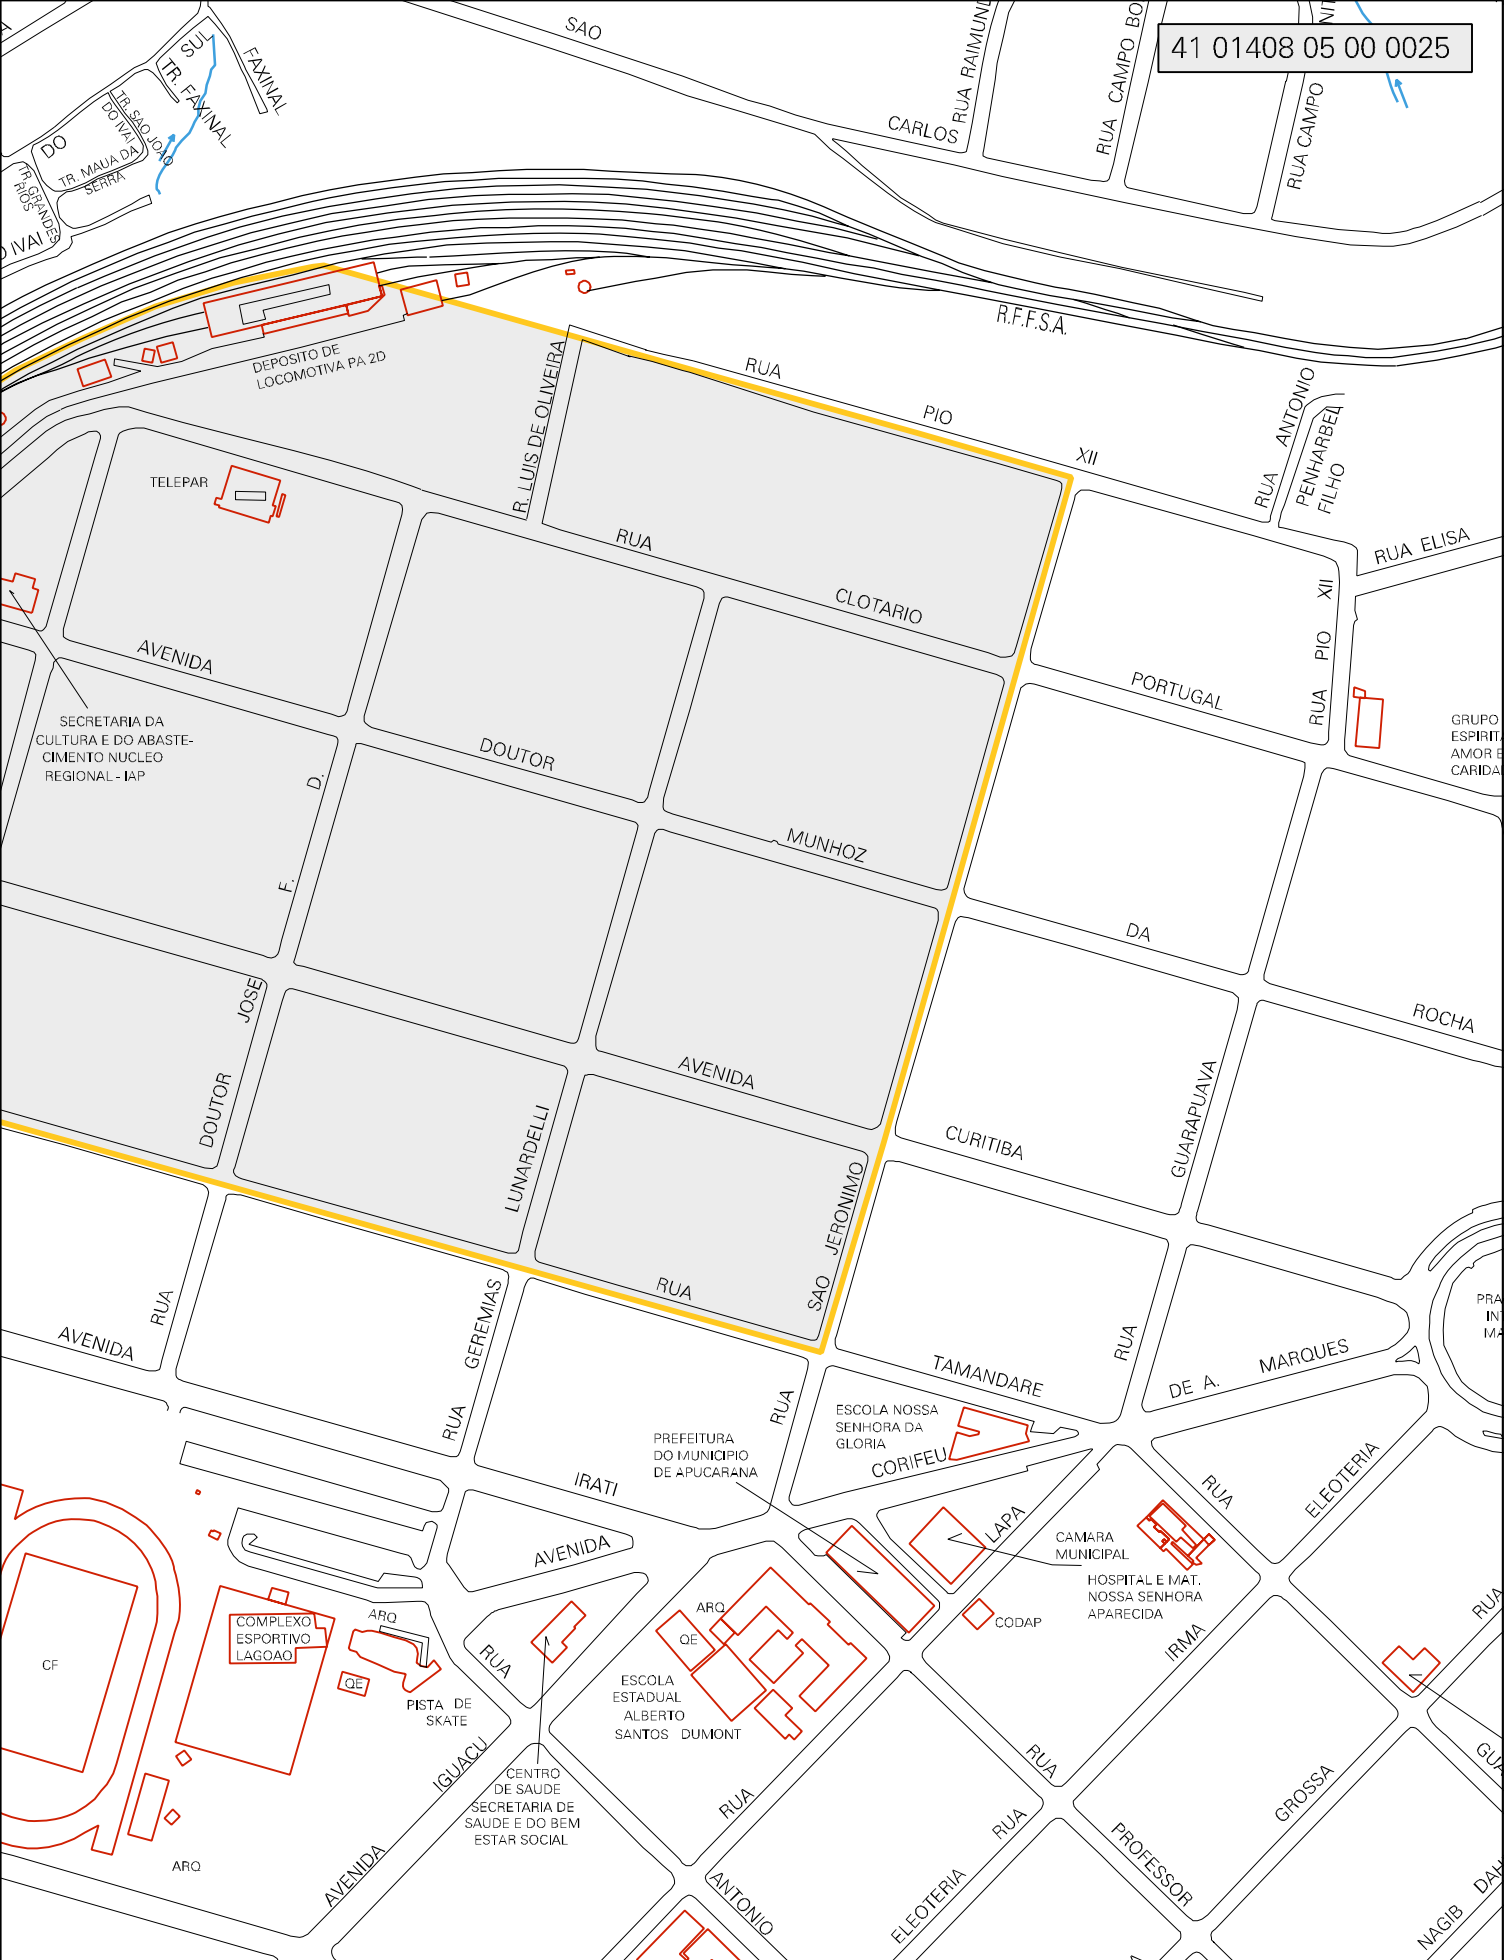 41 01408 05 00 0025
SAO
CARLOS
RUA RAIMUND
RUA CAMPO BO
RUA CAMPO
SUL
FAXINAL
TR. FAXINAL
DO
TR. SAO JOAO
DO IVAI
TR. MAUA DA
SERRA
TR. GRANDES
RIOS
IVAI
R.F.F.S.A.
DEPOSITO DE
LOCOMOTIVA PA 2D
R. LUIS DE OLIVEIRA
RUA
PIO
XII
RUA ANTONIO
PENHARBEL
FILHO
RUA ELISA
TELEPAR
RUA
CLOTARIO
PORTUGAL
RUA PIO XII
GRUPO
ESPIRITA
AMOR E
CARIDA
AVENIDA
DOUTOR
MUNHOZ
DA
ROCHA
SECRETARIA DA
CULTURA E DO ABASTE-
CIMENTO NUCLEO
REGIONAL - IAP
F. D.
JOSE
DOUTOR
RUA
AVENIDA
CURITIBA
GUARAPUAVA
RUA
LUNARDELLI
GEREMIAS
RUA
SAO JERONIMO
RUA
RUA
TAMANDARE
PRA
IN
MA
DE A. MARQUES
CORIFEU
AVENIDA
AVENIDA
IRATI
ESCOLA NOSSA
SENHORA DA
GLORIA
PREFEITURA
DO MUNICIPIO
DE APUCARANA
LAPA
CAMARA
MUNICIPAL
HOSPITAL E MAT.
NOSSA SENHORA
APARECIDA
CODAP
RUA
ELEOTERIA
IRMA
RUA
ELEOTERIA
RUA
RUA
GROSSA
GUA
RUA
PROFESSOR
NAGIB DAH
CF
COMPLEXO
ESPORTIVO
LAGOAO
ARQ
QE
PISTA DE
SKATE
ARQ
RUA
AVENIDA
IGUACU
CENTRO
DE SAUDE
SECRETARIA DE
SAUDE E DO BEM
ESTAR SOCIAL
ARQ
QE
ESCOLA
ESTADUAL
ALBERTO
SANTOS DUMONT
RUA
ANTONIO